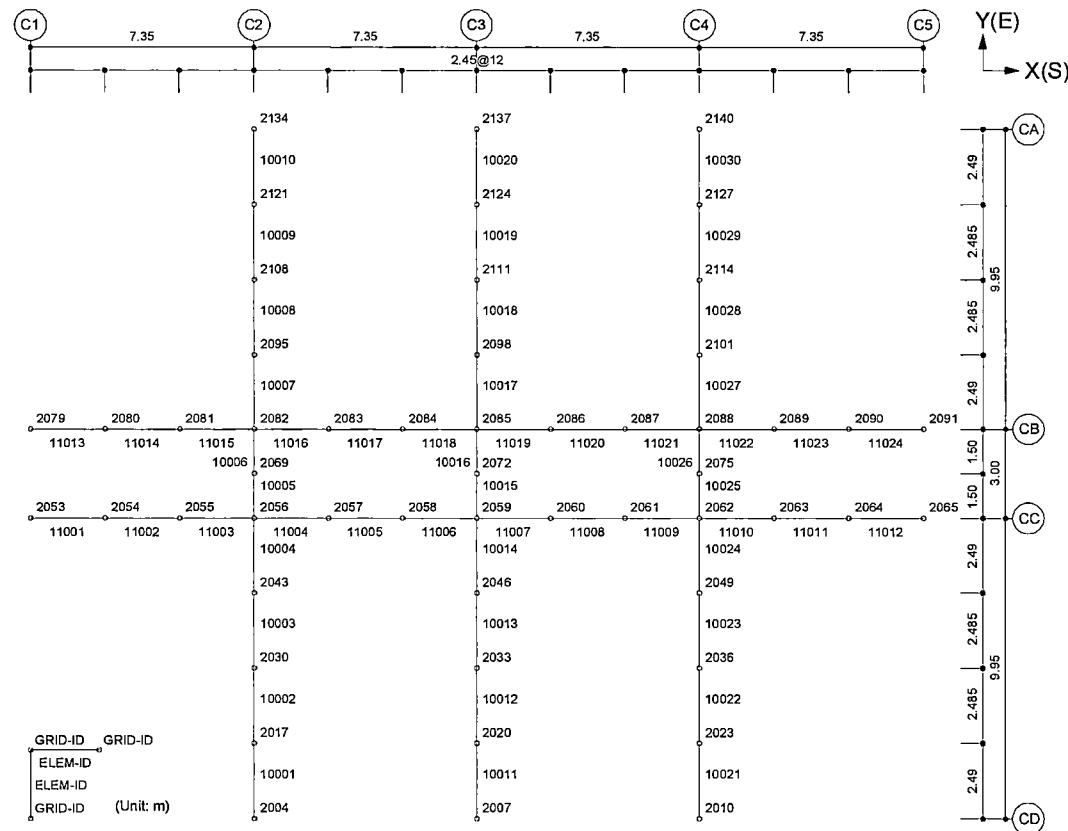 C1 C2 C3 C4 C5
7.35 7.35 7.35 7.35
2.45@12
Y(E)
X(S)
2134 2137 2140 CA
10010 10020 10030 2.49
2121 2124 2127
10009 10019 10029 2.485
2108 2111 2114 9.95
10008 10018 10028 2.485
2095 2098 2101
10007 10017 10027 2.49
2079 2080 2081 2082 2083 2084 2085 2086 2087 2088 2089 2090 2091 CB
11013 11014 11015 11016 11017 11018 11019 11020 11021 11022 11023 11024
10006 2069 10016 2072 10026 2075 1.50 3.00
10005 10015 10025 1.50
2053 2054 2055 2056 2057 2058 2059 2060 2061 2062 2063 2064 2065 CC
11001 11002 11003 11004 11005 11006 11007 11008 11009 11010 11011 11012
10004 10014 10024 2.49
2043 2046 2049
10003 10013 10023 2.485
2030 2033 2036 9.95
10002 10012 10022 2.485
2017 2020 2023
10001 10011 10021 2.49
2004 2007 2010 CD
GRID-ID GRID-ID
ELEM-ID
ELEM-ID
GRID-ID (Unit: m)